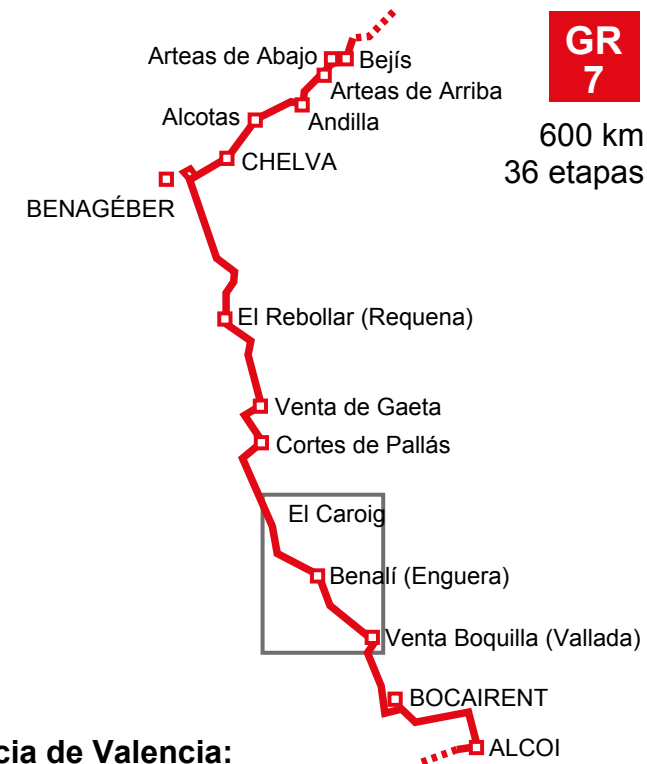 GR
7
600 km
36 etapas
Arteas de Abajo
Bejís
Arteas de Arriba
Andilla
Alcotas
CHELVA
BENAGÉBER
El Rebollar (Requena)
Venta de Gaeta
Cortes de Pallás
El Caroig
Benalí (Enguera)
Venta Boquilla (Vallada)
BOCAIRENT
ALCOI
cia de Valencia: